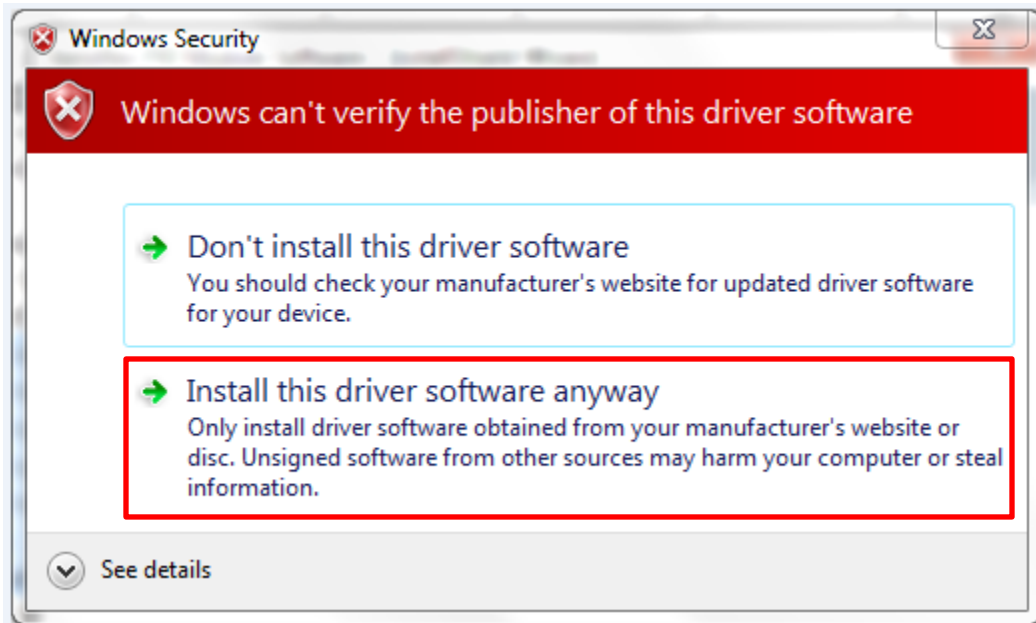 Windows Security
Windows can't verify the publisher of this driver software
Don't install this driver software
You should check your manufacturer's website for updated driver software
for your device.
Install this driver software anyway
Only install driver software obtained from your manufacturer's website or
disc. Unsigned software from other sources may harm your computer or steal
information.
See details